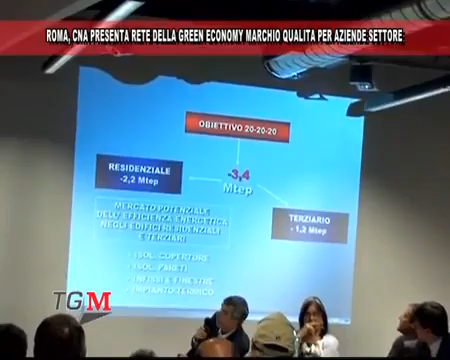 ROMA, CNA PRESENTA RETE DELLA GREEN ECONOMY MARCHIO QUALITA PER AZIENDE SETTORE
OBIETTIVO 20-20-20
RESIDENZIALE
-2,2 Mtep
-3,4
Mtep
TERZIARIO
- 1,2 Mtep
MERCATO POTENZIALE
DELL'EFFICIENZA ENERGETICA
NEGLI EDIFICI RESIDENZIALI
E TERZIARI
- ISOL. COPERTURE
- ISOL. PARETI
- INFISSI E FINESTRE
- IMPIANTO TERMICO
TGM